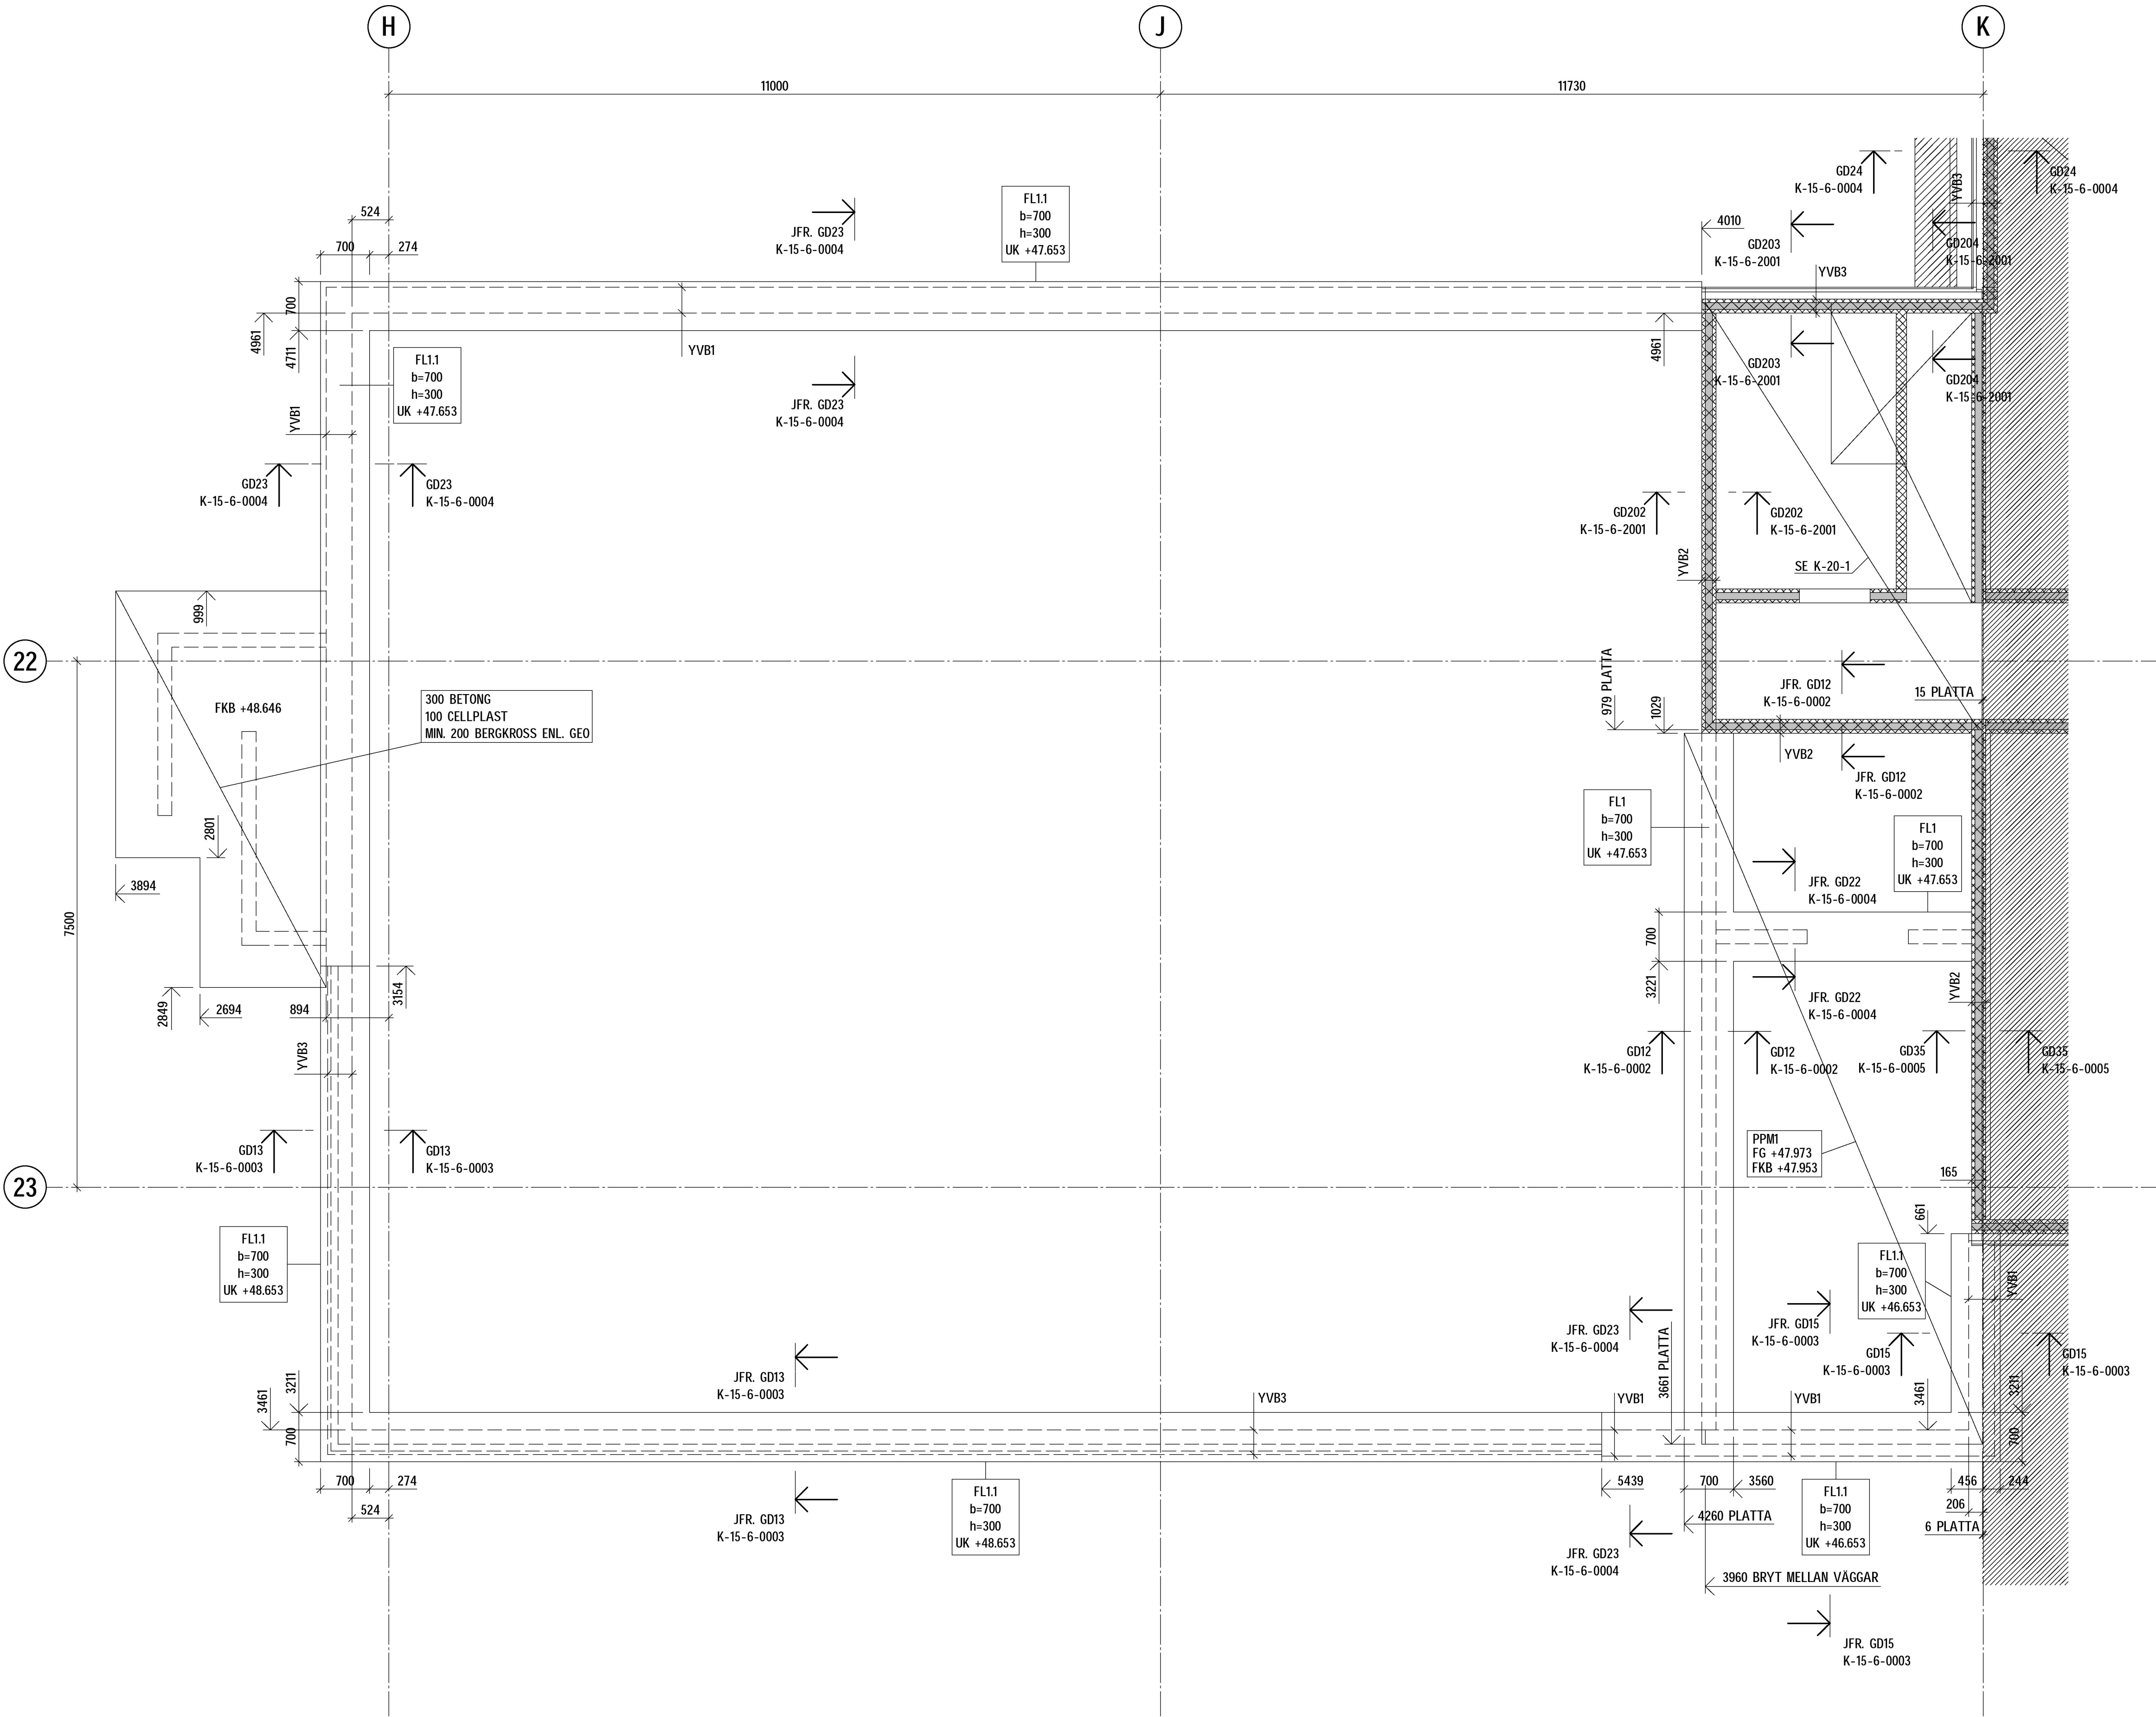 H
J
K
11000
11730
524
700
274
JFR. GD23
K-15-6-0004
FL1.1
b=700
h=300
UK +47.653
4010
GD24
K-15-6-0004
YVB3
GD24
K-15-6-0004
GD203
K-15-6-2001
GD204
K-15-6-2001
YVB3
700
4961
4711
YVB1
4961
FL1.1
b=700
h=300
UK +47.653
JFR. GD23
K-15-6-0004
GD203
K-15-6-2001
GD204
K-15-6-2001
YVB1
GD23
K-15-6-0004
GD23
K-15-6-0004
GD202
K-15-6-2001
GD202
K-15-6-2001
YVB2
SE K-20-1
999
22
FKB +48.646
300 BETONG
100 CELLPLAST
MIN. 200 BERGKROSS ENL. GEO
979 PLATTA
1029
JFR. GD12
K-15-6-0002
15 PLATTA
YVB2
JFR. GD12
K-15-6-0002
FL1
b=700
h=300
UK +47.653
FL1
b=700
h=300
UK +47.653
2801
3894
7500
JFR. GD22
K-15-6-0004
700
3221
YVB2
3154
2849
2694
894
JFR. GD22
K-15-6-0004
YVB3
GD12
K-15-6-0002
GD12
K-15-6-0002
GD35
K-15-6-0005
GD35
K-15-6-0005
GD13
K-15-6-0003
GD13
K-15-6-0003
PPM1
FG +47.973
FKB +47.953
165
23
661
FL1.1
b=700
h=300
UK +48.653
FL1.1
b=700
h=300
UK +46.653
YVB1
JFR. GD23
K-15-6-0004
JFR. GD15
K-15-6-0003
GD15
K-15-6-0003
GD15
K-15-6-0003
JFR. GD13
K-15-6-0003
3661 PLATTA
3461
3211
700
YVB3
YVB1
YVB1
3461
3211
700
700
274
524
JFR. GD13
K-15-6-0003
FL1.1
b=700
h=300
UK +48.653
5439
700
3560
4260 PLATTA
FL1.1
b=700
h=300
UK +46.653
456
244
206
6 PLATTA
JFR. GD23
K-15-6-0004
3960 BRYT MELLAN VÄGGAR
JFR. GD15
K-15-6-0003